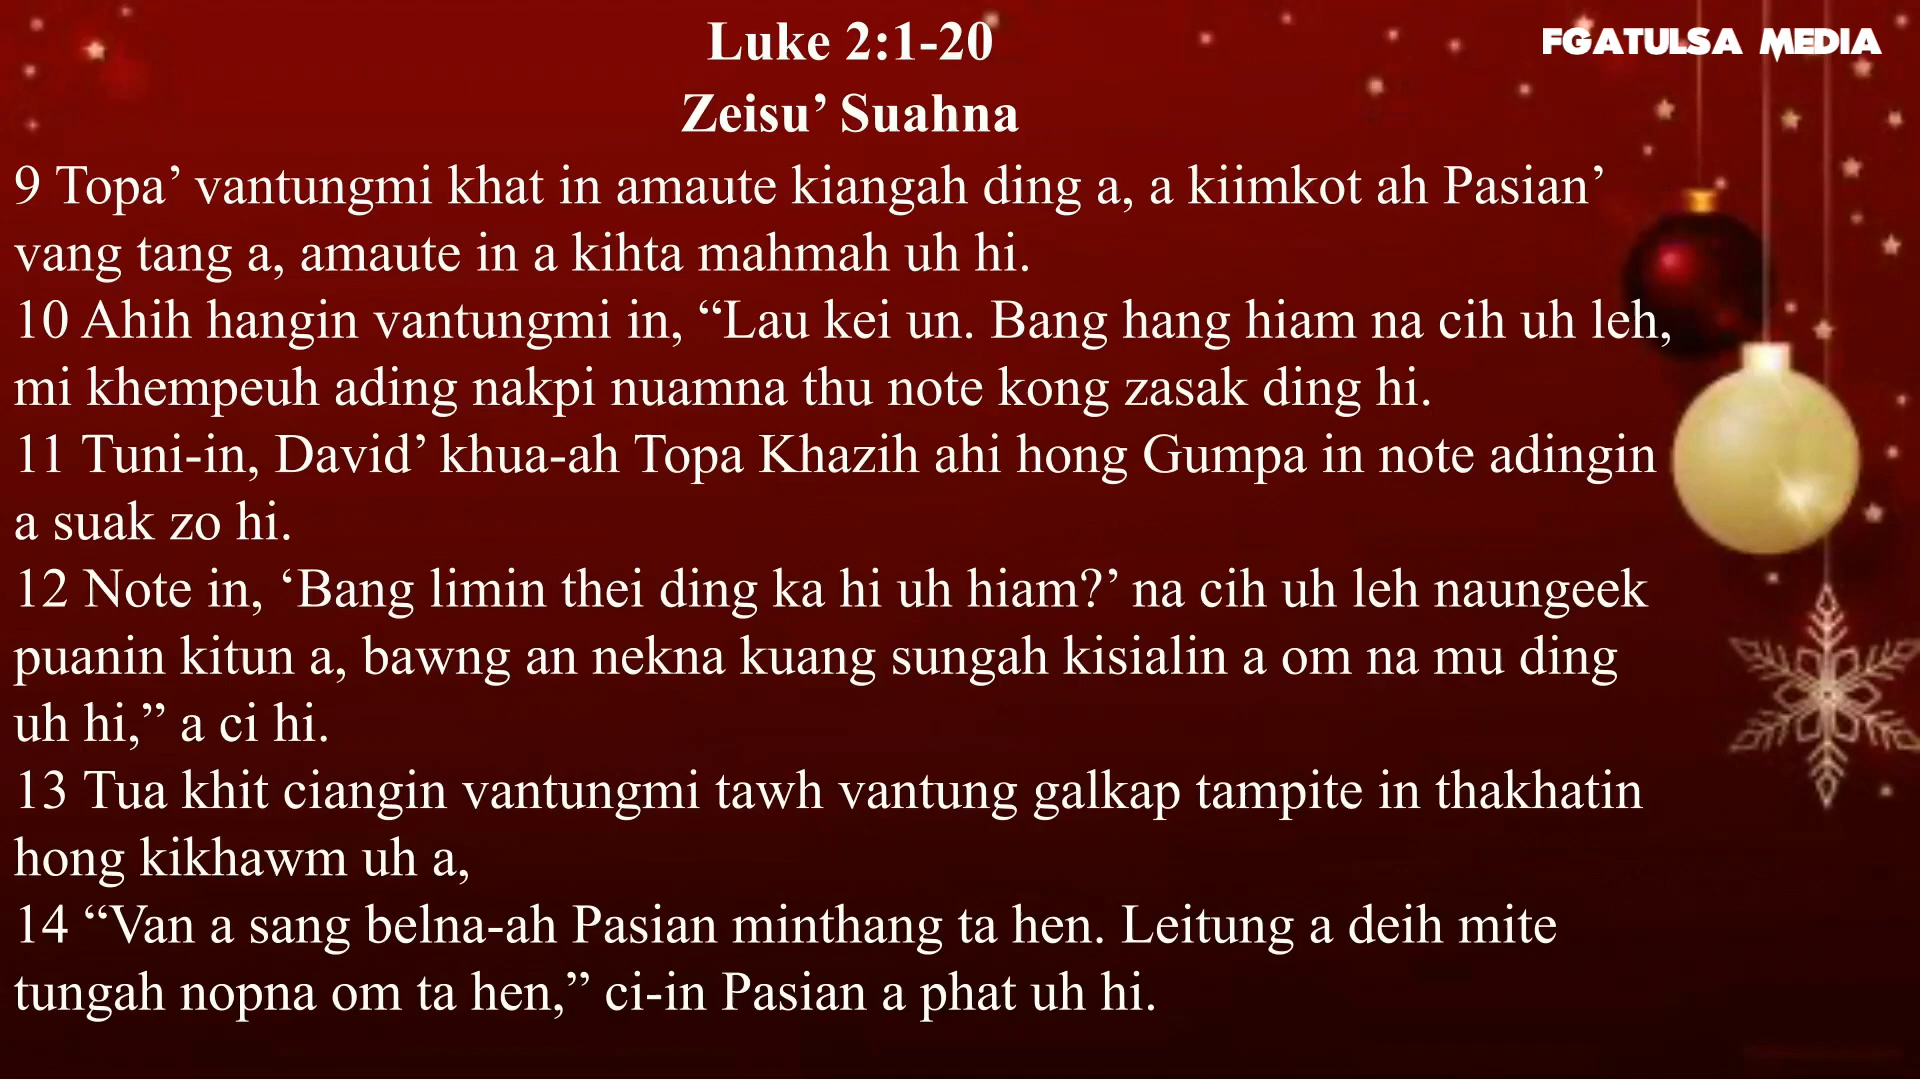 Luke 2:1-20
FGATULSA MEDIA
Zeisu’ Suahna
9 Topa’ vantungmi khat in amaute kiangah ding a, a kiimkot ah Pasian’
vang tang a, amaute in a kihta mahmah uh hi.
10 Ahih hangin vantungmi in, “Lau kei un. Bang hang hiam na cih uh leh,
mi khempeuh ading nakpi nuamna thu note kong zasak ding hi.
11 Tuni-in, David’ khua-ah Topa Khazih ahi hong Gumpa in note adingin
a suak zo hi.
12 Note in, ‘Bang limin thei ding ka hi uh hiam?’ na cih uh leh naungeek
puanin kitun a, bawng an nekna kuang sungah kisialin a om na mu ding
uh hi,” a ci hi.
13 Tua khit ciangin vantungmi tawh vantung galkap tampite in thakhatin
hong kikhawm uh a,
14 “Van a sang belna-ah Pasian minthang ta hen. Leitung a deih mite
tungah nopna om ta hen,” ci-in Pasian a phat uh hi.